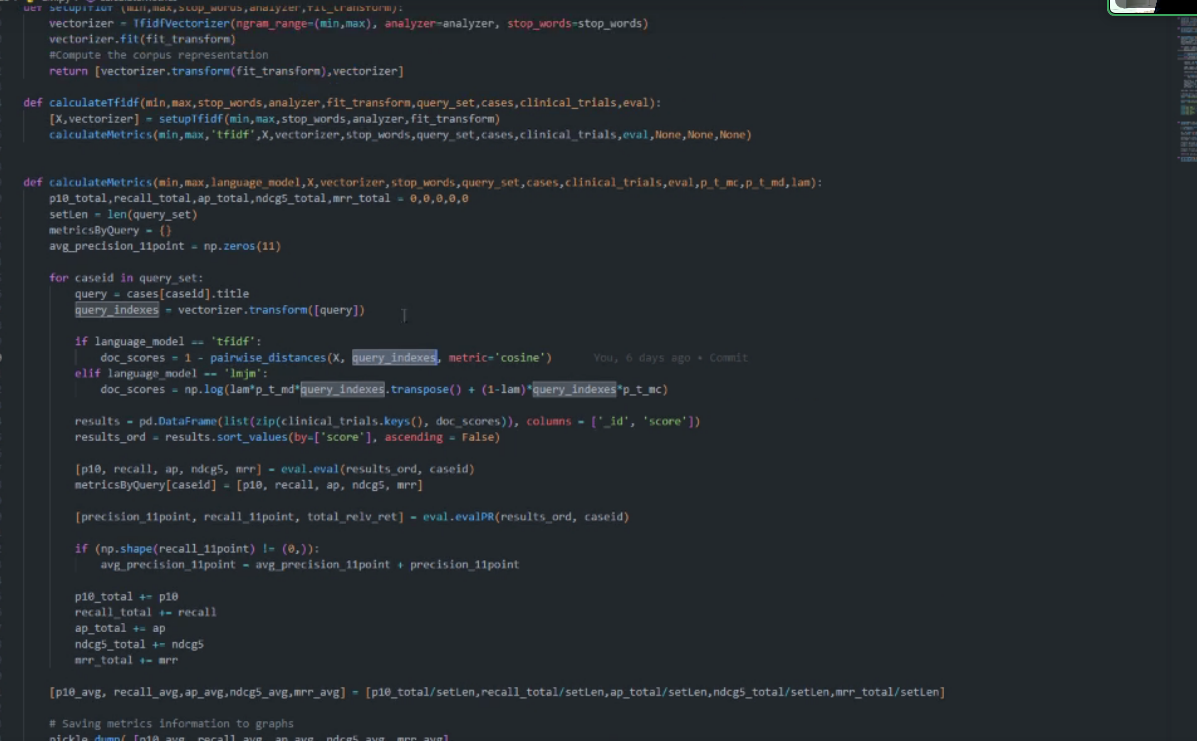 def setupTfidf (min,max,stop_words,analyzer,fit_transform):
vectorizer = TfidfVectorizer(ngram_range=(min,max), analyzer=analyzer, stop_words=stop_words)
vectorizer.fit(fit_transform)
#Compute the corpus representation
return [vectorizer.transform(fit_transform),vectorizer]
def calculateTfidf(min,max,stop_words,analyzer,fit_transform,query_set,cases,clinical_trials,eval):
[X,vectorizer] = setupTfidf(min,max,stop_words,analyzer,fit_transform)
calculateMetrics(min,max,'tfidf',X,vectorizer,stop_words,query_set,cases,clinical_trials,eval,None,None,None)
def calculateMetrics(min,max,language_model,X,vectorizer,stop_words,query_set,cases,clinical_trials,eval,p_t_mc,p_t_md,lam):
p10_total,recall_total,ap_total,ndcg5_total,mrr_total = 0,0,0,0,0
setLen = len(query_set)
metricsByQuery = {}
avg_precision_11point = np.zeros(11)
for caseid in query_set:
query = cases[caseid].title
query_indexes = vectorizer.transform([query])
if language_model == 'tfidf':
doc_scores = 1 - pairwise_distances(X, query_indexes, metric='cosine') You, 6 days ago • Commit
elif language_model == 'lmjm':
doc_scores = np.log(lam*p_t_md*query_indexes.transpose() + (1-lam)*query_indexes*p_t_mc)
results = pd.DataFrame(list(zip(clinical_trials.keys(), doc_scores)), columns = ['_id', 'score'])
results_ord = results.sort_values(by=['score'], ascending = False)
[p10, recall, ap, ndcg5, mrr] = eval.eval(results_ord, caseid)
metricsByQuery[caseid] = [p10, recall, ap, ndcg5, mrr]
[precision_11point, recall_11point, total_relv_ret] = eval.evalPR(results_ord, caseid)
if (np.shape(recall_11point) != (0,)):
avg_precision_11point = avg_precision_11point + precision_11point
p10_total += p10
recall_total += recall
ap_total += ap
ndcg5_total += ndcg5
mrr_total += mrr
[p10_avg, recall_avg,ap_avg,ndcg5_avg,mrr_avg] = [p10_total/setLen,recall_total/setLen,ap_total/setLen,ndcg5_total/setLen,mrr_total/setLen]
# Saving metrics information to graphs
pickle.dump( [p10_avg, recall_avg, ap_avg, ndcg5_avg, mrr_avg]